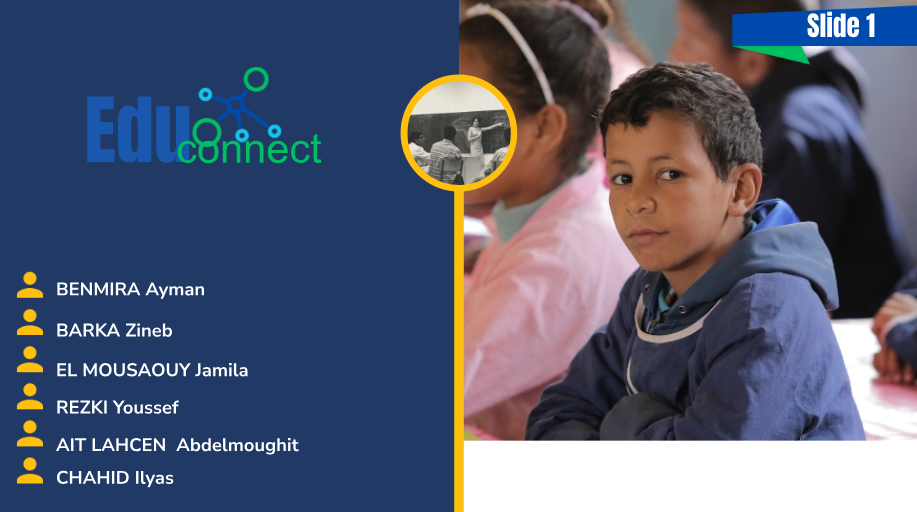 Slide 1
Edu
connect
BENMIRA Ayman
BARKA Zineb
EL MOUSAOUY Jamila
REZKI Youssef
AIT LAHCEN  Abdelmoughit
CHAHID Ilyas